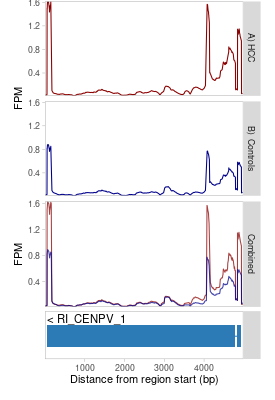 1.6
1.2
0.8
0.4
FPM
A) HCC
1.6
1.2
0.8
0.4
B) Controls
1.6
1.2
0.8
0.4
FPM
Combined
< RI_CENPV_1
1000 2000 3000 4000
Distance from region start (bp)